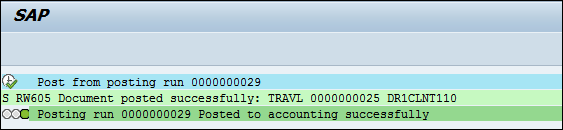 SAP
Post from posting run 0000000029
S RW605 Document posted successfully: TRAVL 0000000025 DR1CLNT110
Posting run 0000000029 Posted to accounting successfully